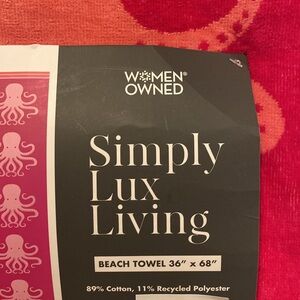 WOMEN®
OWNED
Simply
Lux
Living
BEACH TOWEL 36" x 68"
89% Cotton, 11% Recycled Polyester